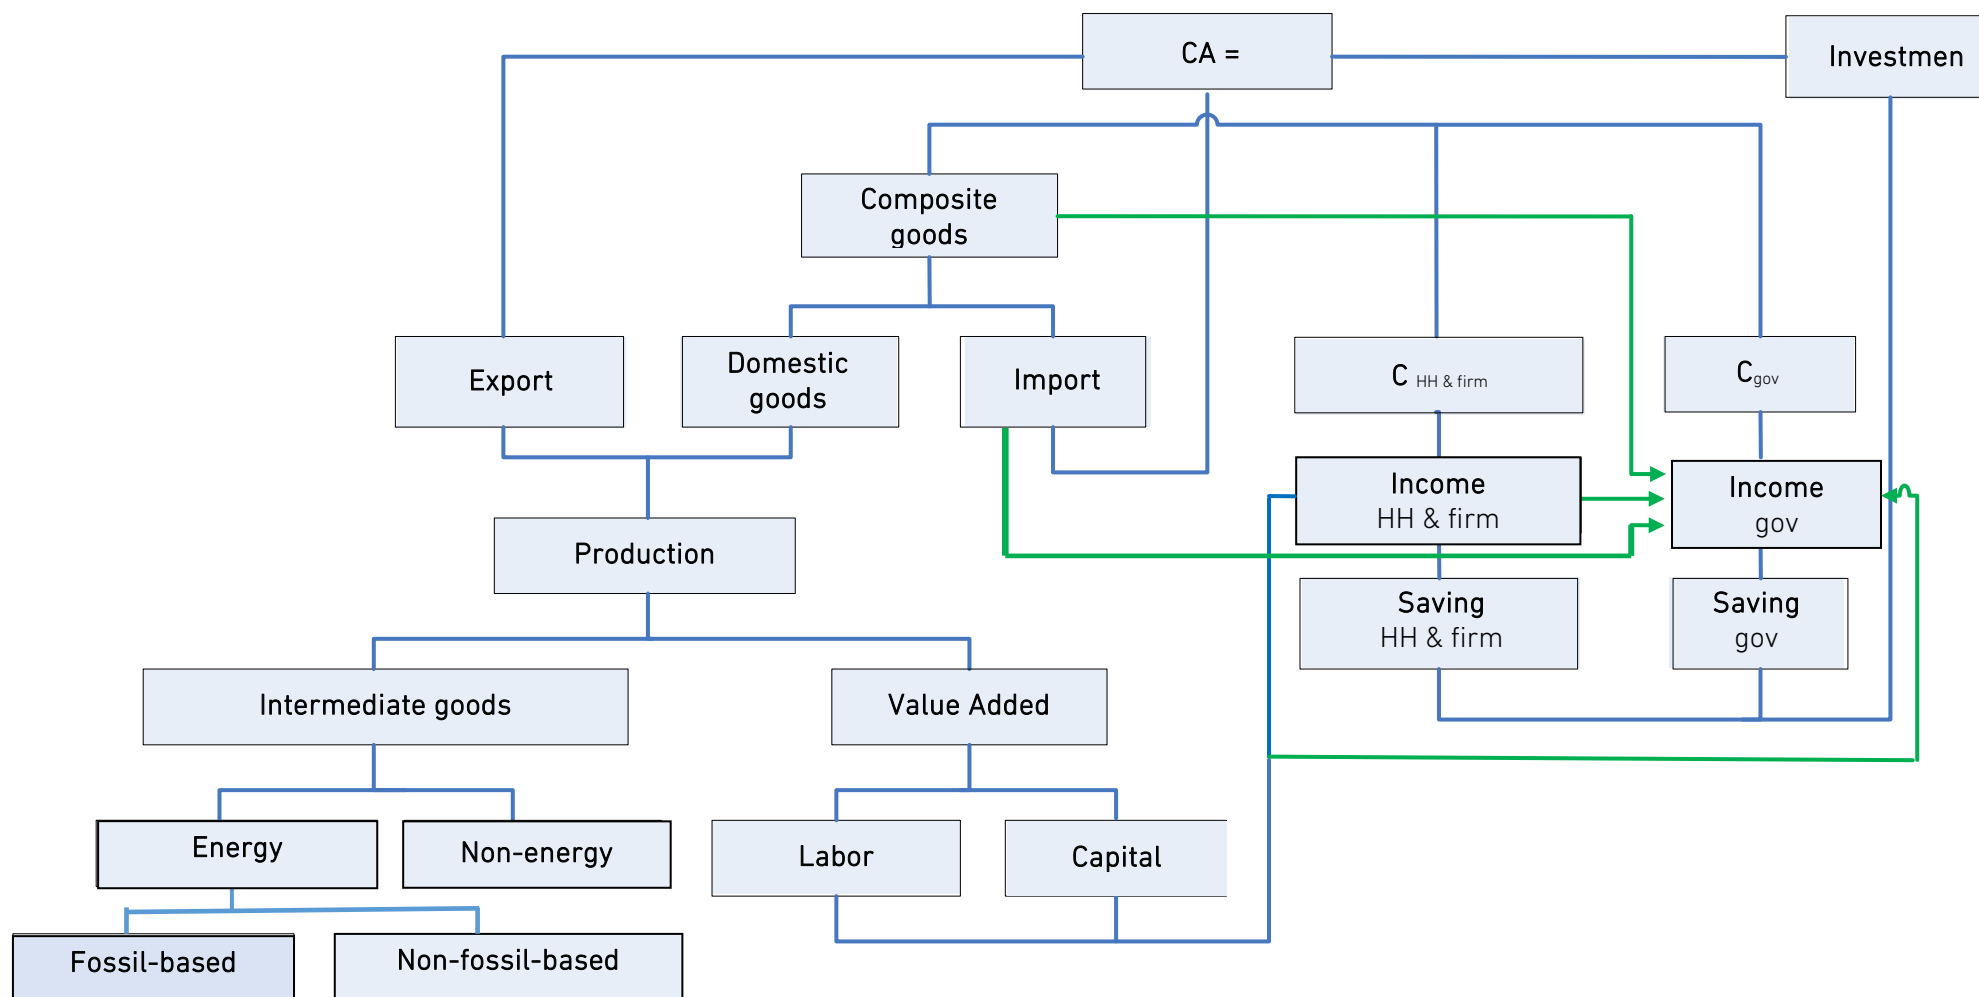 CA =
Investmen
Composite
goods
Export
Domestic
goods
Import
C HH & firm
Cgov
Income
HH & firm
Income
gov
Production
Saving
HH & firm
Saving
gov
Intermediate goods
Value Added
Energy
Non-energy
Labor
Capital
Fossil-based
Non-fossil-based